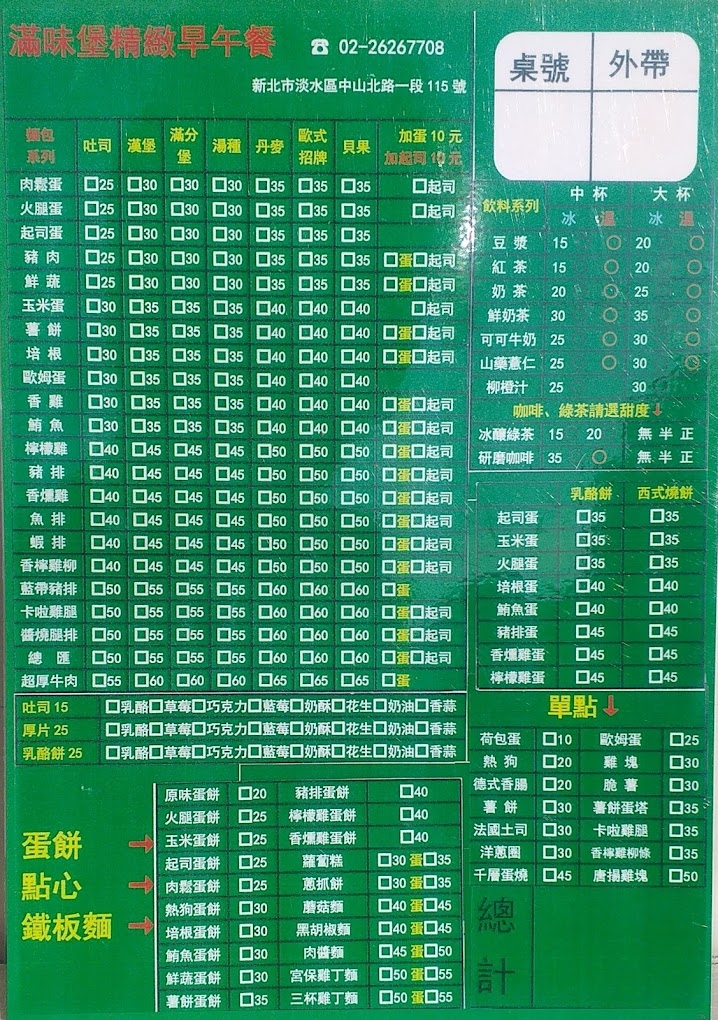 滿味堡精緻早午餐
☎ 02-26267708
新北市淡水區中山北路一段 115 號
桌號 外帶
麵包系列 吐司 漢堡 滿分堡 湯種 丹麥 歐式招牌 貝果 加蛋 10 元 加起司 10 元
肉鬆蛋 □25 □30 □30 □30 □35 □35 □35 □起司
火腿蛋 □25 □30 □30 □30 □35 □35 □35 □起司
起司蛋 □25 □30 □30 □30 □35 □35 □35
豬肉 □25 □30 □30 □30 □35 □35 □35 □蛋□起司
鮮蔬 □25 □30 □30 □30 □35 □35 □35 □蛋□起司
玉米蛋 □30 □35 □35 □35 □40 □40 □40 □起司
薯餅 □30 □35 □35 □35 □40 □40 □40 □蛋□起司
培根 □30 □35 □35 □35 □40 □40 □40 □蛋□起司
歐姆蛋 □30 □35 □35 □35 □40 □40 □40
香雞 □30 □35 □35 □35 □40 □40 □40 □蛋□起司
鮪魚 □30 □35 □35 □35 □40 □40 □40 □蛋□起司
檸檬雞 □40 □45 □45 □45 □50 □50 □50 □蛋□起司
豬排 □40 □45 □45 □45 □50 □50 □50 □蛋□起司
香燻雞 □40 □45 □45 □45 □50 □50 □50 □蛋□起司
魚排 □40 □45 □45 □45 □50 □50 □50 □蛋□起司
蝦排 □40 □45 □45 □45 □50 □50 □50 □蛋□起司
香檸雞柳 □40 □45 □45 □45 □50 □50 □50 □蛋□起司
藍帶豬排 □50 □55 □55 □55 □60 □60 □60 □蛋
卡啦雞腿 □50 □55 □55 □55 □60 □60 □60 □蛋□起司
醬燒腿排 □50 □55 □55 □55 □60 □60 □60 □蛋□起司
總匯 □50 □55 □55 □55 □60 □60 □60 □蛋□起司
超厚牛肉 □55 □60 □60 □60 □65 □65 □65 □蛋
吐司 15 □乳酪□草莓□巧克力□藍莓□奶酥□花生□奶油□香蒜
厚片 25 □乳酪□草莓□巧克力□藍莓□奶酥□花生□奶油□香蒜
乳酪餅 25 □乳酪□草莓□巧克力□藍莓□奶酥□花生□奶油□香蒜
蛋餅 →
點心 →
鐵板麵 →
原味蛋餅 □20 豬排蛋餅 □40
火腿蛋餅 □25 檸檬雞蛋餅 □40
玉米蛋餅 □25 香燻雞蛋餅 □40
起司蛋餅 □25 蘿蔔糕 □30 蛋□35
肉鬆蛋餅 □25 蔥抓餅 □30 蛋□35
熱狗蛋餅 □30 蘑菇麵 □40 蛋□45
培根蛋餅 □30 黑胡椒麵 □40 蛋□45
鮪魚蛋餅 □30 肉醬麵 □45 蛋□50
鮮蔬蛋餅 □30 宮保雞丁麵 □50 蛋□55
薯餅蛋餅 □35 三杯雞丁麵 □50 蛋□55
飲料系列 中杯 大杯
冰 溫 冰 溫
豆漿 15 ○ 20 ○
紅茶 15 ○ 20 ○
奶茶 20 ○ 25 ○
鮮奶茶 30 ○ 35 ○
可可牛奶 25 ○ 30 ○
山藥薏仁 25 ○ 30 ○
柳橙汁 25 30
咖啡、綠茶請選甜度↓
冰釀綠茶 15 20 無 半 正
研磨咖啡 35 ○ 無 半 正
乳酪餅 西式燒餅
起司蛋 □35 □35
玉米蛋 □35 □35
火腿蛋 □35 □35
培根蛋 □40 □40
鮪魚蛋 □40 □40
豬排蛋 □45 □45
香燻雞蛋 □45 □45
檸檬雞蛋 □45 □45
單點↓
荷包蛋 □10 歐姆蛋 □25
熱狗 □20 雞塊 □30
德式香腸 □20 脆薯 □30
薯餅 □30 薯餅蛋塔 □35
法國土司 □30 卡啦雞腿 □35
洋蔥圈 □30 香檸雞柳條 □35
千層蛋燒 □45 唐揚雞塊 □50
總計